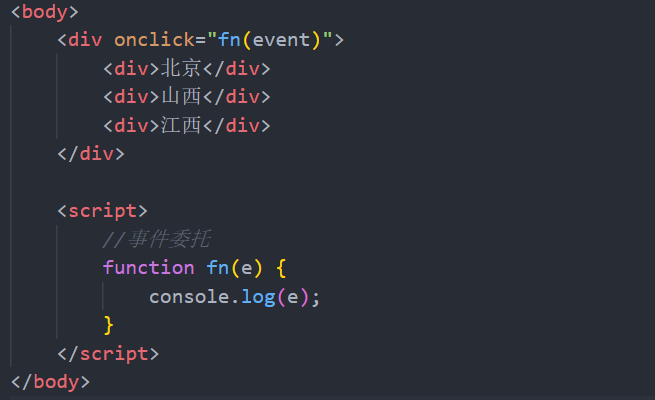 <body>
<div onclick="fn(event)">
<div>北京</div>
<div>山西</div>
<div>江西</div>
</div>
<script>
//事件委托
function fn(e) {
console.log(e);
}
</script>
</body>